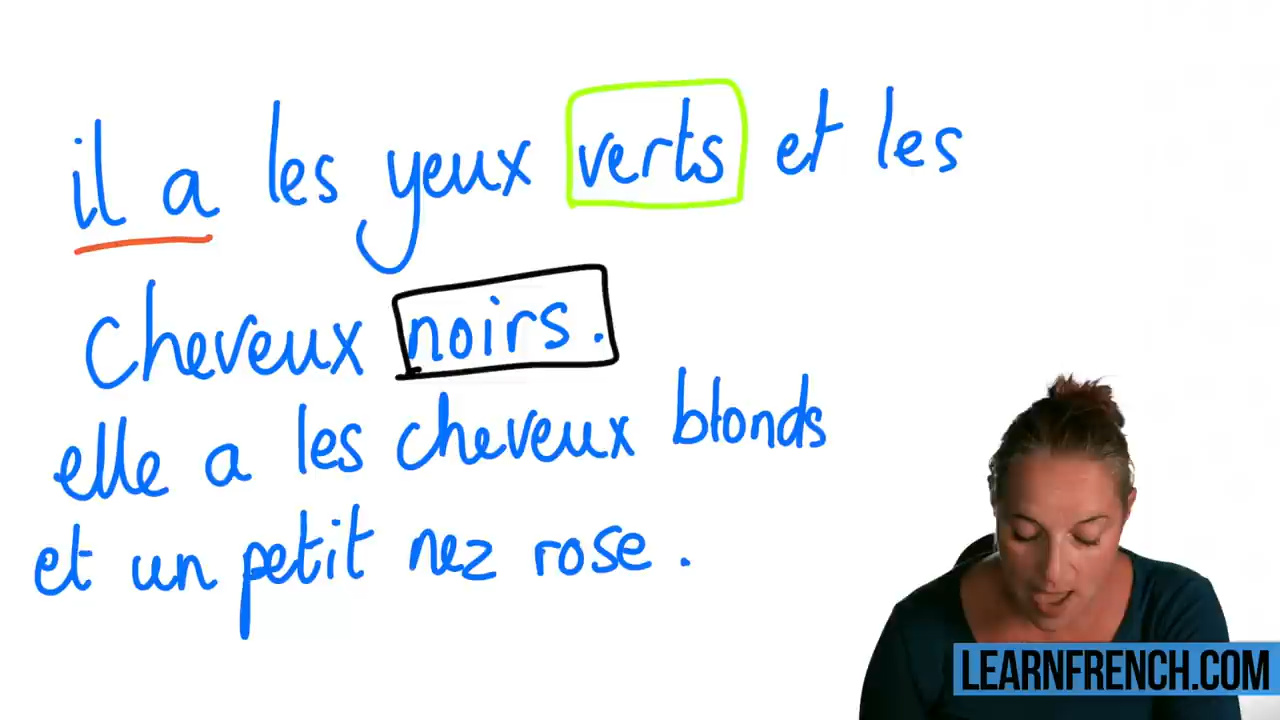 il a les yeux verts et les
cheveux noirs.
elle a les cheveux blonds
et un petit nez rose.
LEARNFRENCH.COM